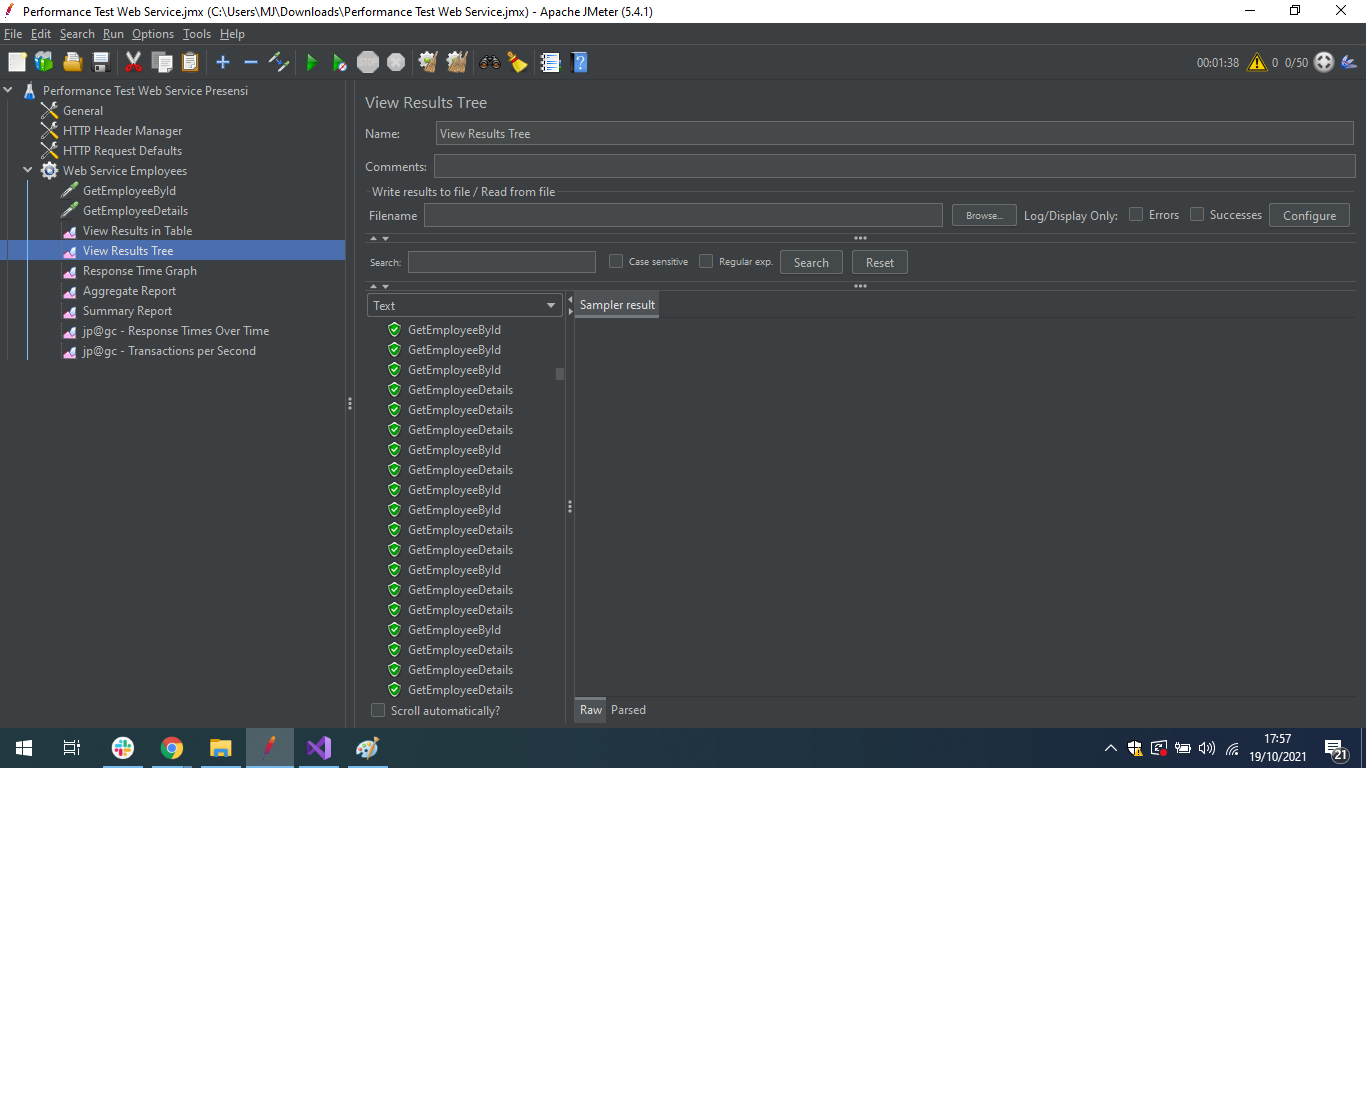 Performance Test Web Service.jmx (C:\Users\MJ\Downloads\Performance Test Web Service.jmx) - Apache JMeter (5.4.1)
File Edit Search Run Options Tools Help
STOP 00:01:38 0 0/50
Performance Test Web Service Presensi
General
HTTP Header Manager
HTTP Request Defaults
Web Service Employees
GetEmployeeById
GetEmployeeDetails
View Results in Table
View Results Tree
Response Time Graph
Aggregate Report
Summary Report
jp@gc - Response Times Over Time
jp@gc - Transactions per Second
View Results Tree
Name: View Results Tree
Comments:
Write results to file / Read from file
Filename Browse... Log/Display Only: Errors Successes Configure
Search: Case sensitive Regular exp. Search Reset
Text
GetEmployeeById
GetEmployeeById
GetEmployeeById
GetEmployeeDetails
GetEmployeeDetails
GetEmployeeDetails
GetEmployeeById
GetEmployeeDetails
GetEmployeeById
GetEmployeeById
GetEmployeeDetails
GetEmployeeDetails
GetEmployeeById
GetEmployeeDetails
GetEmployeeDetails
GetEmployeeById
GetEmployeeDetails
GetEmployeeDetails
GetEmployeeDetails
Scroll automatically?
Sampler result
Raw Parsed
17:57
19/10/2021
21